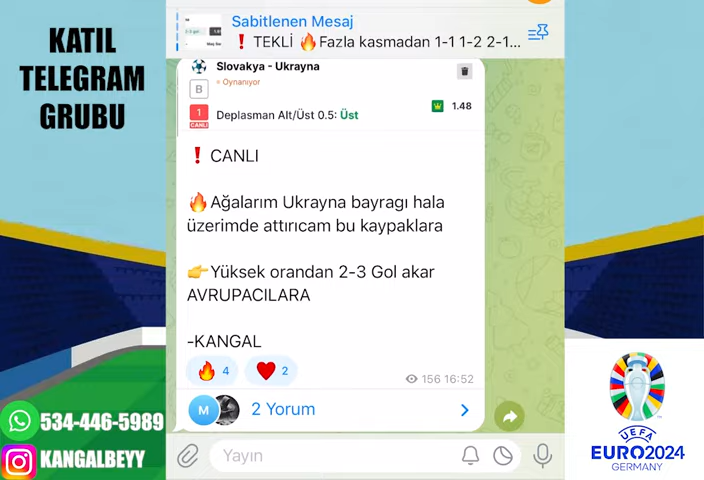 KATIL
TELEGRAM
GRUBU
Sabitlenen Mesaj
❗ TEKLİ 🔥Fazla kasmadan 1-1 1-2 2-1...
Slovakya - Ukrayna
Oynanıyor
B
1
CANLI
Deplasman Alt/Üst 0.5: Üst
1.48
❗ CANLI
🔥Ağalarım Ukrayna bayragı hala
üzerimde attırıcam bu kaypaklara
👉Yüksek orandan 2-3 Gol akar
AVRUPACILARA
-KANGAL
🔥 4
❤️ 2
156 16:52
M
2 Yorum
Yayın
534-446-5989
KANGALBEYY
UEFA
EURO2024
GERMANY